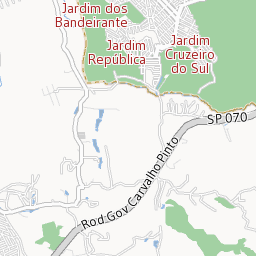 Jardim dos
Bandeirante
Jardim
República
Jardim
Cruzeiro
do Sul
SP 070
Rod Gov Carvalho Pinto